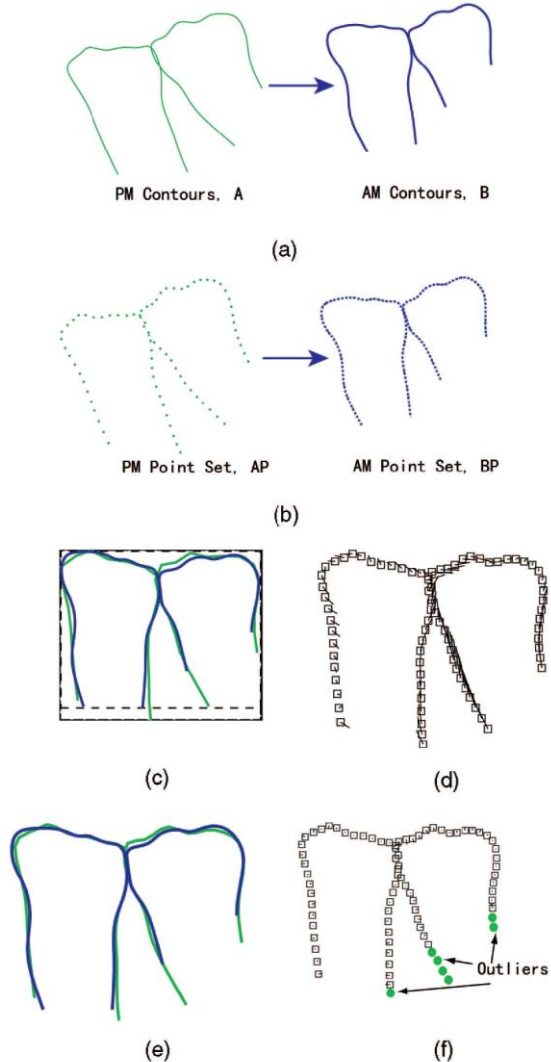 PM Contours, A
AM Contours, B
(a)
PM Point Set, AP
AM Point Set, BP
(b)
(c)
(d)
Outliers
(e)
(f)